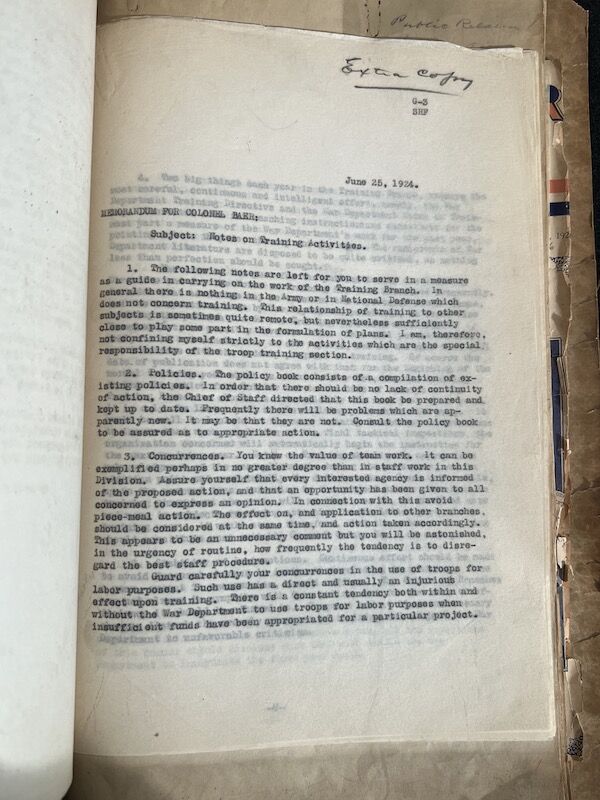 Public Relations
Extra Copy
G-3
SHF
June 25, 1924.
MEMORANDUM FOR COLONEL BAER:
Subject: Notes on Training Activities.
1. The following notes are left for you to serve in a measure
as a guide in carrying on the work of the Training Branch. In
general there is nothing in the Army or in National Defense which
does not concern training. This relationship of training to other
subjects is sometimes quite remote, but nevertheless sufficiently
close to play some part in the formulation of plans. I am, therefore,
not confining myself strictly to the activities which are the special
responsibility of the troop training section.
2. Policies. The policy book consists of a compilation of ex-
isting policies. In order that there should be no lack of continuity
of action, the Chief of Staff directed that this book be prepared and
kept up to date. Frequently there will be problems which are ap-
parently new. It may be that they are not. Consult the policy book
to be assured as to appropriate action.
3. Concurrences. You know the value of team work. It can be
exemplified perhaps in no greater degree than in staff work in this
Division. Assure yourself that every interested agency is informed
of the proposed action, and that an opportunity has been given to all
concerned to express an opinion. In connection with this avoid
piece-meal action. The effect on, and application to other branches,
should be considered at the same time, and action taken accordingly.
This appears to be an unnecessary comment but you will be astonished,
in the urgency of routine, how frequently the tendency is to disre-
gard the best staff procedure.
Guard carefully your concurrences in the use of troops for
labor purposes. Such use has a direct and usually an injurious
effect upon training. There is a constant tendency both within and
without the War Department to use troops for labor purposes when
insufficient funds have been appropriated for a particular project.